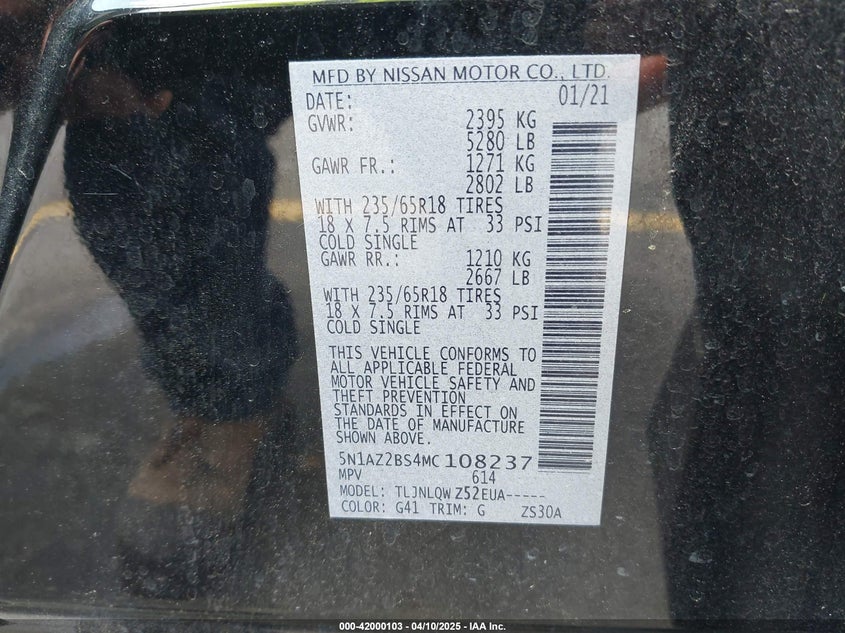 MFD BY NISSAN MOTOR CO., LTD.
DATE: 01/21
GVWR: 2395 KG
5280 LB
GAWR FR.: 1271 KG
2802 LB
WITH 235/65R18 TIRES
18 X 7.5 RIMS AT 33 PSI
COLD SINGLE
GAWR RR.: 1210 KG
2667 LB
WITH 235/65R18 TIRES
18 X 7.5 RIMS AT 33 PSI
COLD SINGLE
THIS VEHICLE CONFORMS TO
ALL APPLICABLE FEDERAL
MOTOR VEHICLE SAFETY AND
THEFT PREVENTION
STANDARDS IN EFFECT ON
THE DATE OF MANUFACTURE
SHOWN ABOVE.
5N1AZ2BS4MC108237
MPV 614
MODEL: TLJNLQW Z52EUA-----
COLOR: G41 TRIM: G ZS30A
000-42000103 - 04/10/2025 - IAA Inc.